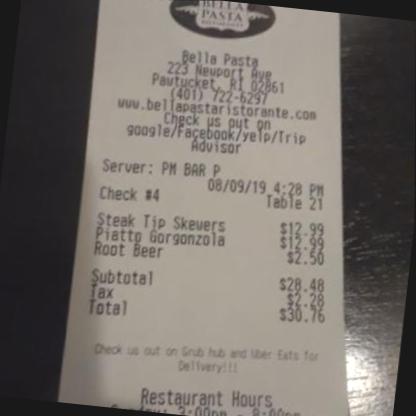 BELLA
PASTA
Bella Pasta
223 Newport Ave
Pawtucket, RI 02861
(401) 722-6297
www.bellapastaristorante.com
Check us out on
google/Facebook/yelp/Trip
Advisor
Server: PM BAR P
08/09/19 4:28 PM
Check #4 Table 21
Steak Tip Skewers $12.99
Piatto Gorgonzola $12.99
Root Beer $2.50
Subtotal $28.48
Tax $2.28
Total $30.76
Check us out on Grub hub and Uber Eats for
Delivery!!!
Restaurant Hours